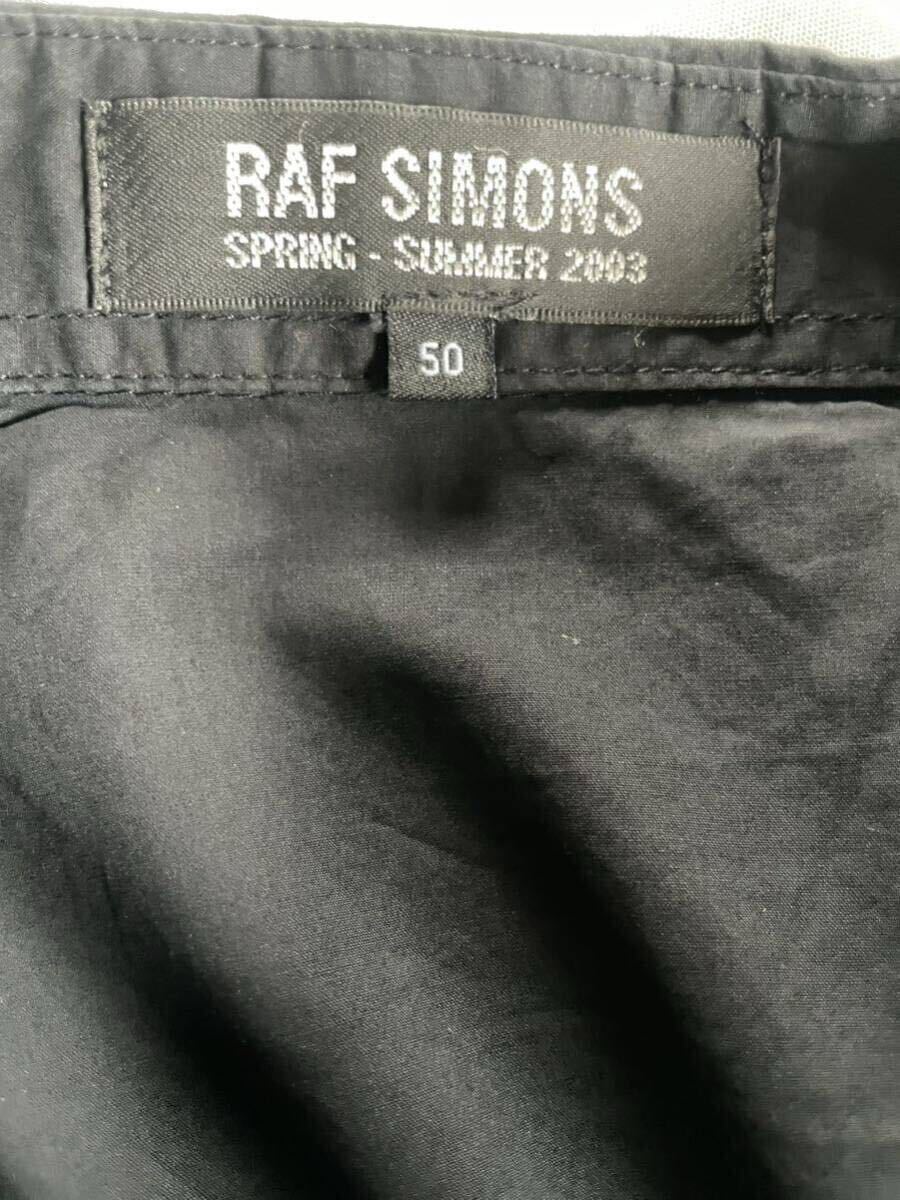 RAF SIMONS
SPRING - SUMMER 2003
50